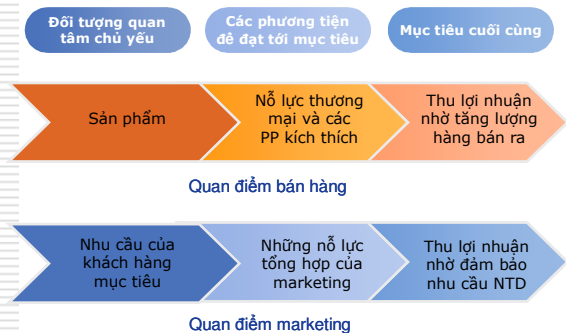 Đối tượng quan
tâm chủ yếu
Các phương tiện
để đạt tới mục tiêu
Mục tiêu cuối cùng
Sản phẩm
Nỗ lực thương
mại và các
PP kích thích
Thu lợi nhuận
nhờ tăng lượng
hàng bán ra
Quan điểm bán hàng
Nhu cầu của
khách hàng
mục tiêu
Những nỗ lực
tổng hợp của
marketing
Thu lợi nhuận
nhờ đảm bảo
nhu cầu NTD
Quan điểm marketing